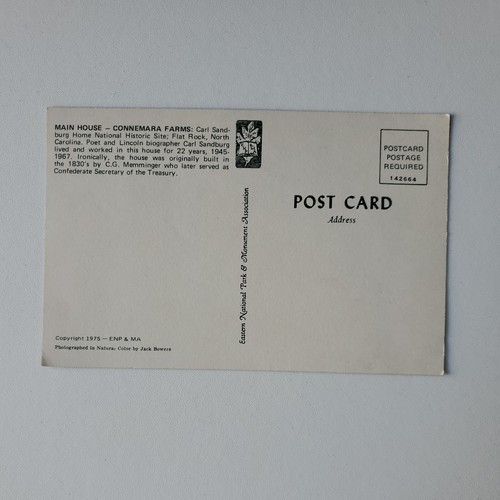 MAIN HOUSE – CONNEMARA FARMS: Carl Sand-
burg Home National Historic Site; Flat Rock, North
Carolina. Poet and Lincoln biographer Carl Sandburg
lived and worked in this house for 22 years, 1945-
1967. Ironically, the house was originally built in
the 1830's by C.G. Memminger who later served as
Confederate Secretary of the Treasury.
Copyright 1975 – ENP & MA
Photographed in Natural Color by Jack Bowers
Eastern National Park & Monument Association
POSTCARD
POSTAGE
REQUIRED
142664
POST CARD
Address